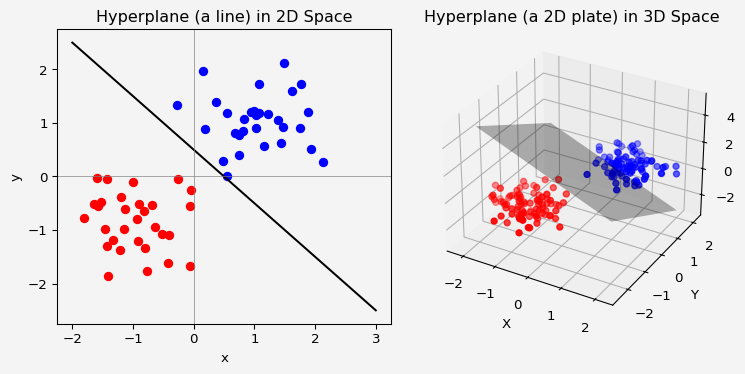 Hyperplane (a line) in 2D Space
2
1
0
−1
−2
y
−2 −1 0 1 2 3
x
Hyperplane (a 2D plate) in 3D Space
4
2
0
−2
2
1
0
−1
−2
Y
−2 −1 0 1 2
X